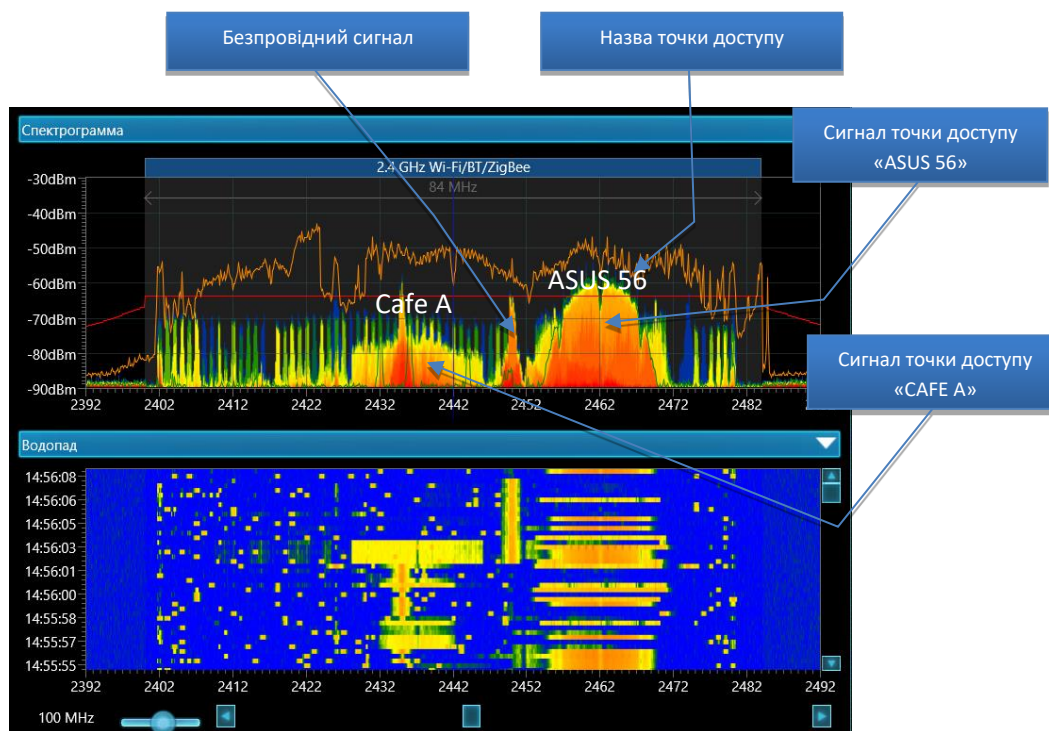 Безпровідний сигнал
Назва точки доступу
Спектрограмма
Сигнал точки доступу
«ASUS 56»
2.4 GHz Wi-Fi/BT/ZigBee
84 MHz
-30dBm
-40dBm
-50dBm
-60dBm
-70dBm
-80dBm
-90dBm
Cafe A
ASUS 56
2392 2402 2412 2422 2432 2442 2452 2462 2472 2482
Сигнал точки доступу
«CAFE A»
Водопад
14:56:08
14:56:06
14:56:05
14:56:03
14:56:01
14:56:00
14:55:58
14:55:57
14:55:55
2392 2402 2412 2422 2432 2442 2452 2462 2472 2482 2492
100 MHz